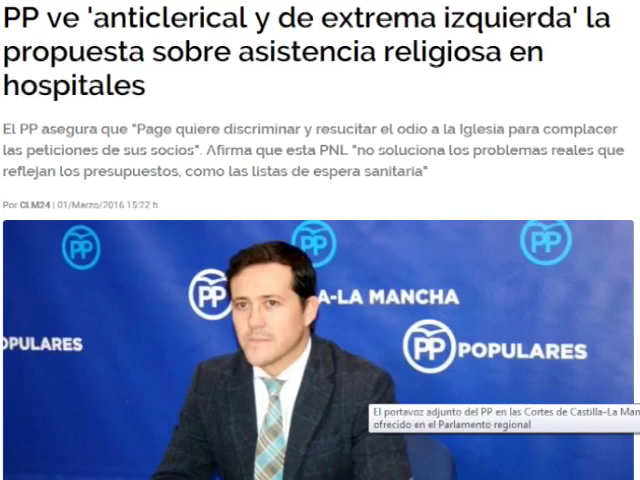 PP ve 'anticlerical y de extrema izquierda' la
propuesta sobre asistencia religiosa en
hospitales
El PP asegura que "Page quiere discriminar y resucitar el odio a la Iglesia para complacer
las peticiones de sus socios". Afirma que esta PNL "no soluciona los problemas reales que
reflejan los presupuestos, como las listas de espera sanitaria"
Por CLM24 | 01/Marzo/2016 15:22 h
PP PP PP
PP A-LA MANCHA
OPULARES PP POPULARES
El portavoz adjunto del PP en las Cortes de Castilla-La Man
ofrecido en el Parlamento regional